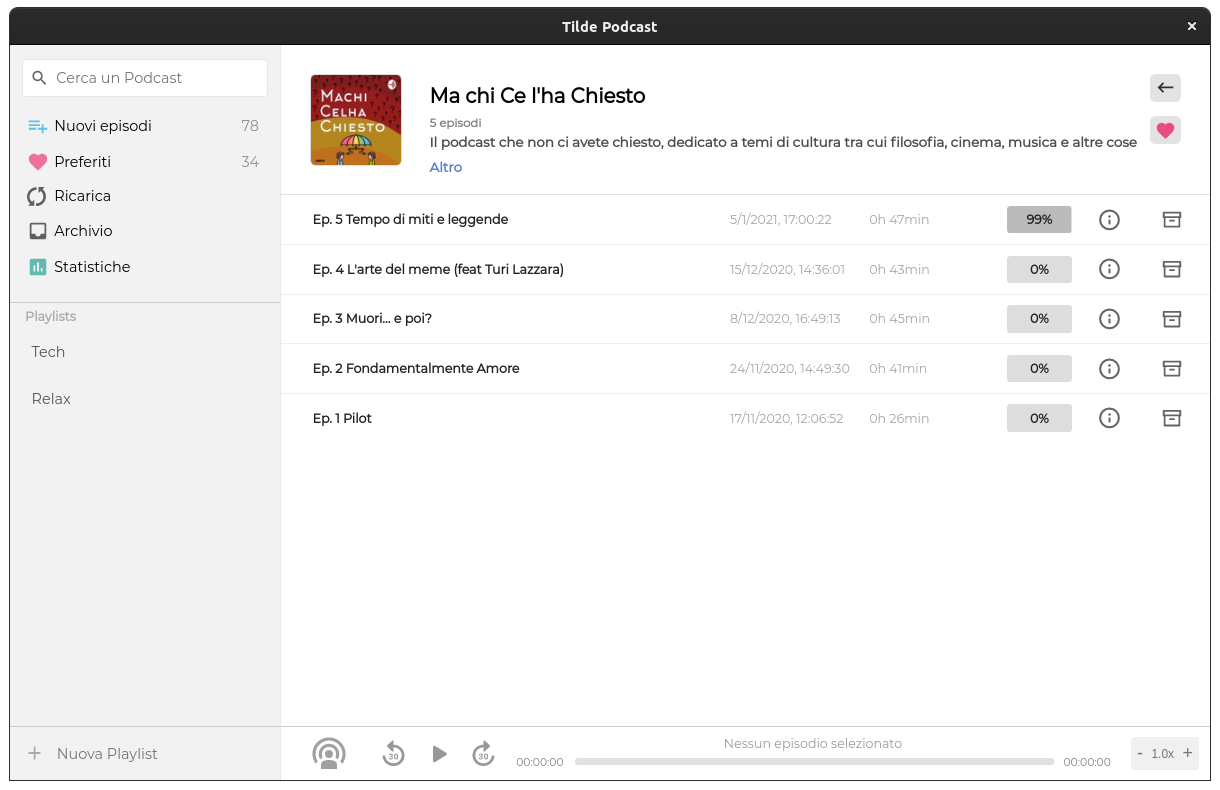 Tilde Podcast
Cerca un Podcast
Nuovi episodi 78
Preferiti 34
Ricarica
Archivio
Statistiche
Playlists
Tech
Relax
Nuova Playlist
MACHI
CELHA
CHIESTO
Ma chi Ce l'ha Chiesto
5 episodi
Il podcast che non ci avete chiesto, dedicato a temi di cultura tra cui filosofia, cinema, musica e altre cose
Altro
Ep. 5 Tempo di miti e leggende 5/1/2021, 17:00:22 0h 47min 99%
Ep. 4 L'arte del meme (feat Turi Lazzara) 15/12/2020, 14:36:01 0h 43min 0%
Ep. 3 Muori... e poi? 8/12/2020, 16:49:13 0h 45min 0%
Ep. 2 Fondamentalmente Amore 24/11/2020, 14:49:30 0h 41min 0%
Ep. 1 Pilot 17/11/2020, 12:06:52 0h 26min 0%
Nessun episodio selezionato
30 30 00:00:00 00:00:00 - 1.0x +